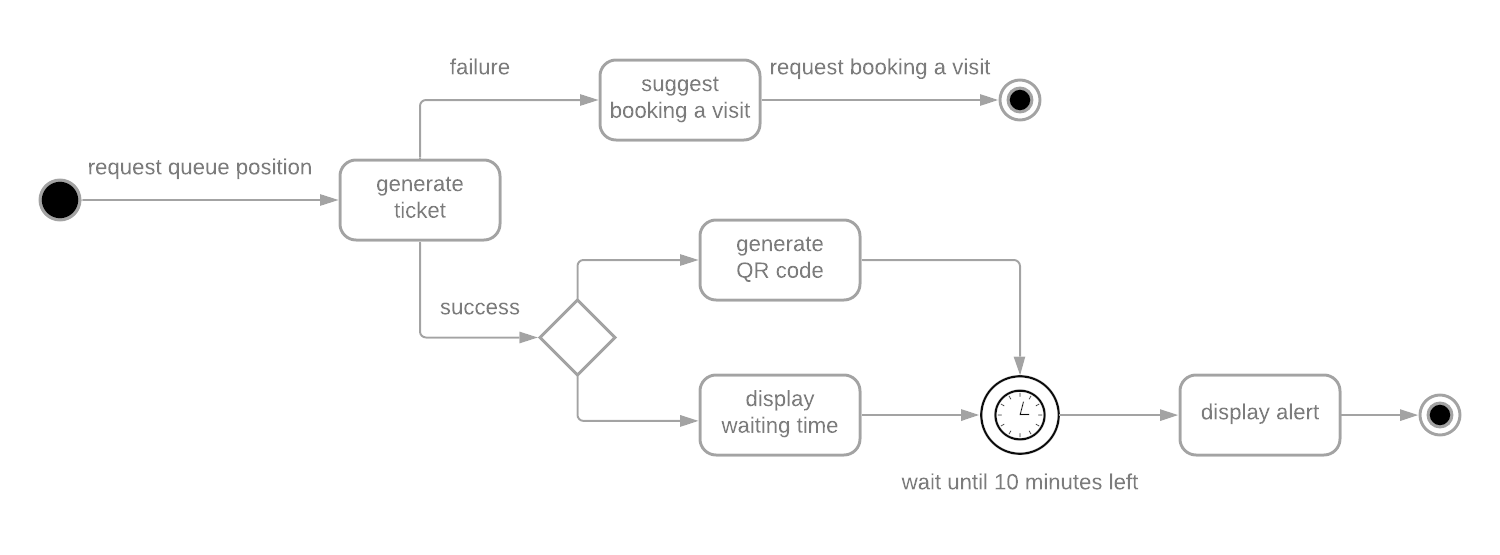 failure
suggest
booking a visit
request booking a visit
request queue position
generate
ticket
generate
QR code
success
display
waiting time
display alert
wait until 10 minutes left